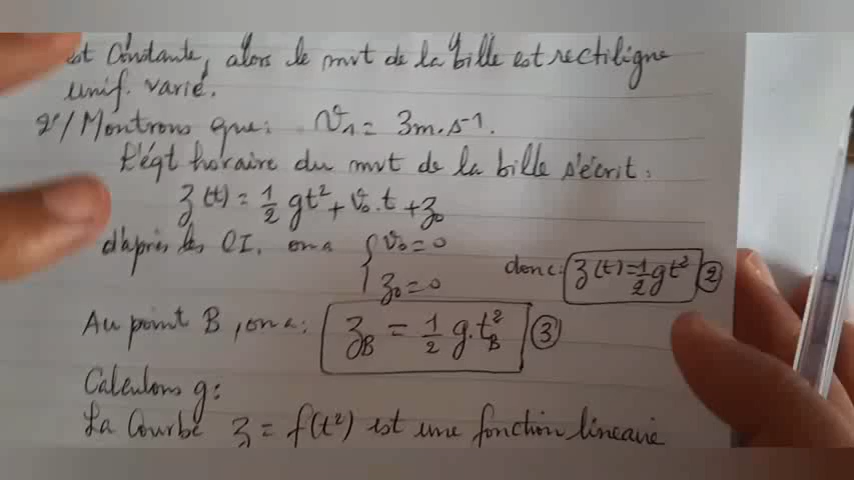 est constante, alors le mvt de la bille est rectiligne
unif. varié.
2°/ Montrons que: v₁ = 3m.s-1.
L'éqt horaire du mvt de la bille s'écrit :
z(t) = 1/2 gt² + v₀.t + z₀
d'après les CI, on a { v₀ = 0
z₀ = 0
donc: z(t) = 1/2 gt² ②
Au point B, on a: z_B = 1/2 g.t_B² ③
Calculons g:
La Courbe z = f(t²) est une fonction linéaire